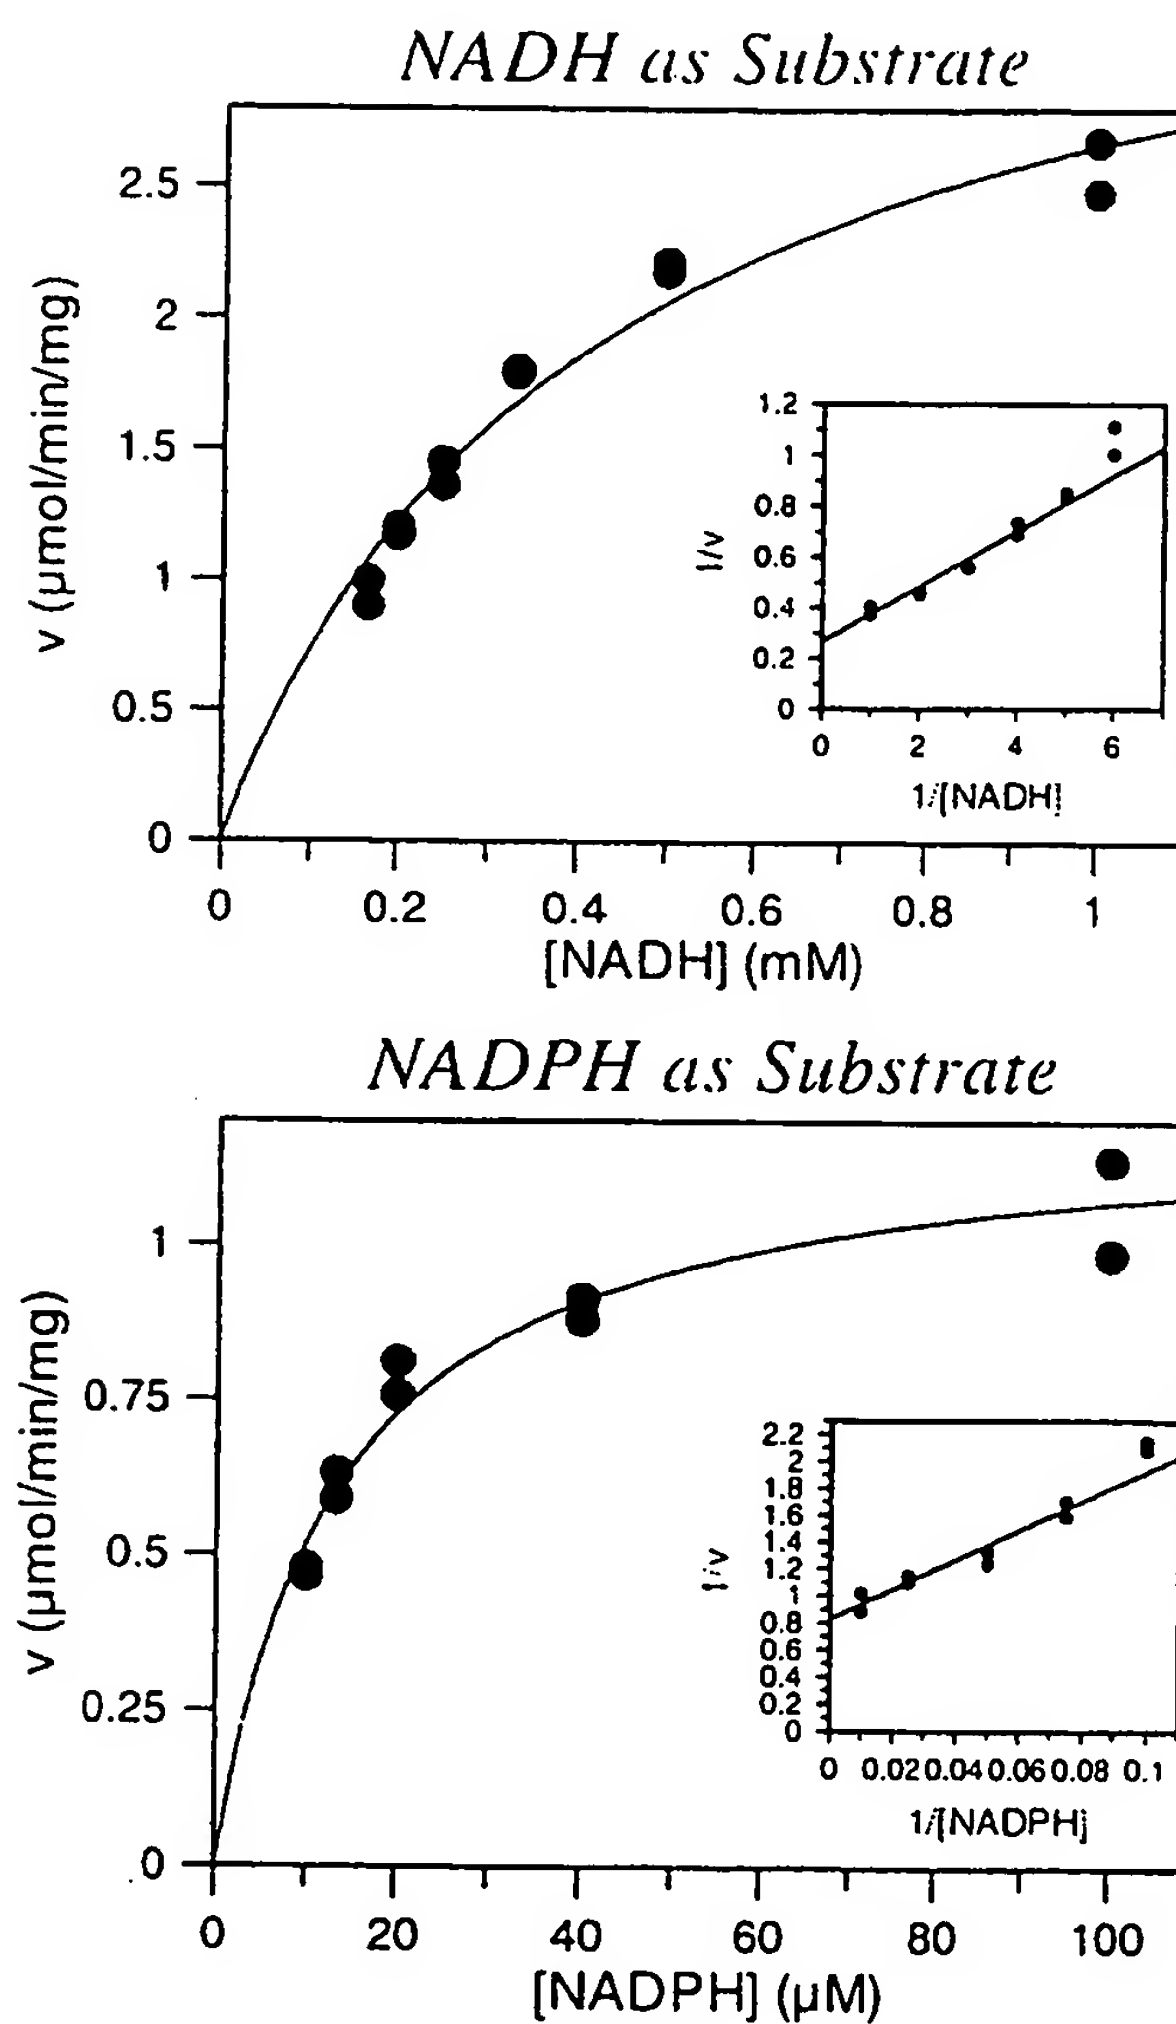 NADH as Substrate
v (μmol/min/mg)
2.5
2
1.5
1
0.5
0
0 0.2 0.4 0.6 0.8 1
[NADH] (mM)
1/v
1.2
1
0.8
0.6
0.4
0.2
0
0 2 4 6
1/[NADH]
NADPH as Substrate
v (μmol/min/mg)
1
0.75
0.5
0.25
0
0 20 40 60 80 100
[NADPH] (μM)
1/v
2.2
2
1.8
1.6
1.4
1.2
1
0.8
0.6
0.4
0.2
0
0 0.02 0.04 0.06 0.08 0.1
1/[NADPH]